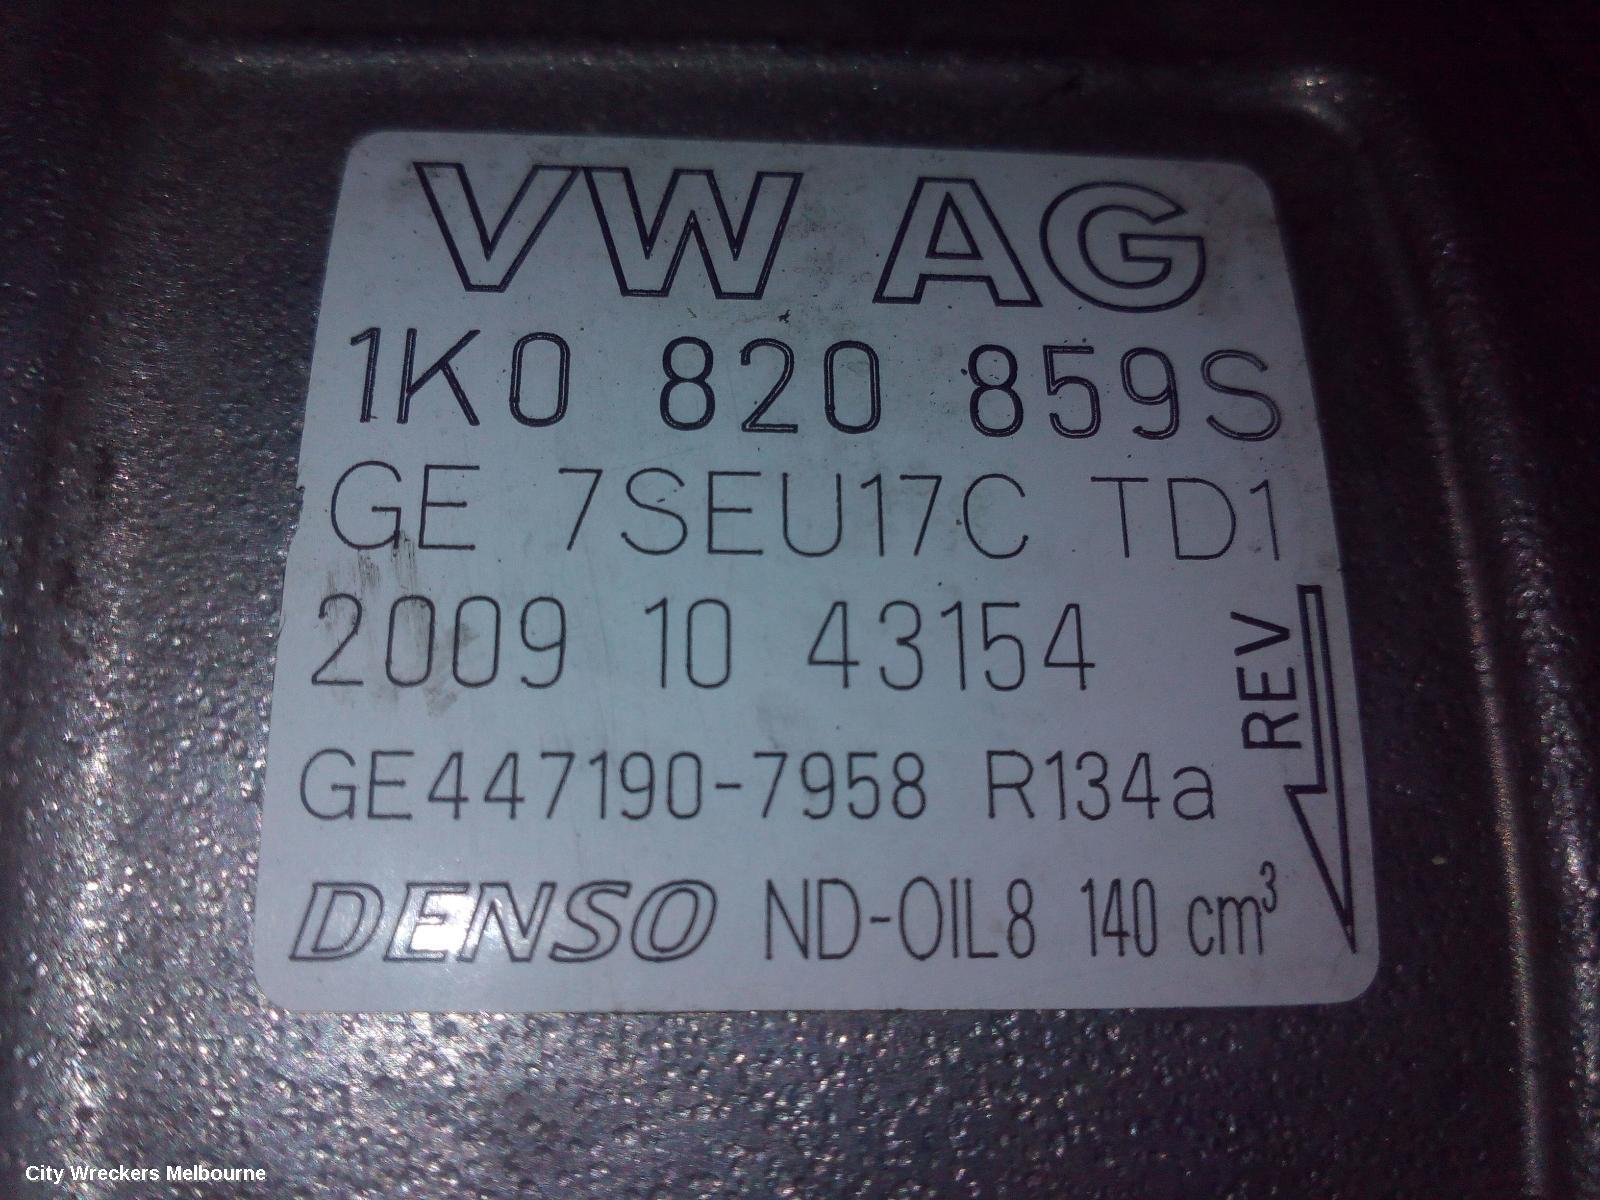 VW AG
1K0 820 859S
GE 7SEU17C TD1
2009 10 43154
REV
GE447190-7958 R134a
DENSO ND-OIL8 140 cm³
City Wreckers Melbourne